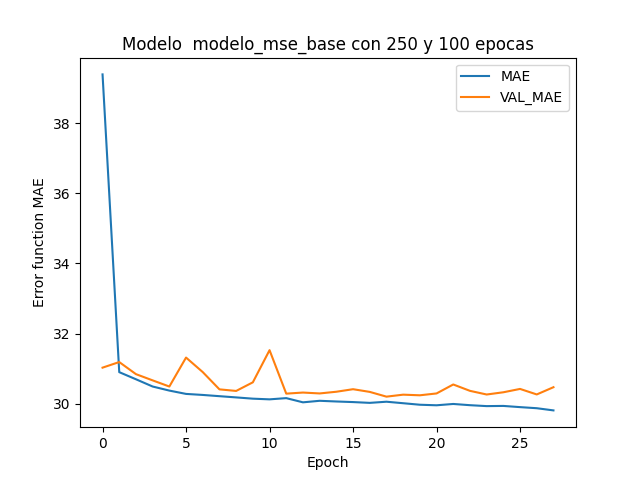 Modelo  modelo_mse_base con 250 y 100 epocas
MAE
VAL_MAE
Error function MAE
38
36
34
32
30
0 5 10 15 20 25
Epoch